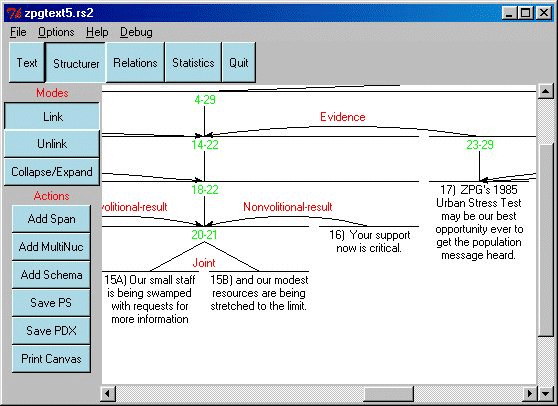 zpgtext5.rs2
File Options Help Debug
Text Structurer Relations Statistics Quit
Modes
Link
Unlink
Collapse/Expand
Actions
Add Span
Add MultiNuc
Add Schema
Save PS
Save PDX
Print Canvas
4-29
Evidence
14-22
23-29
18-22
volitional-result Nonvolitional-result
20-21
Joint
15A) Our small staff
is being swamped
with requests for
more information
15B) and our modest
resources are being
stretched to the limit.
16) Your support
now is critical.
17) ZPG's 1985
Urban Stress Test
may be our best
opportunity ever to
get the population
message heard.